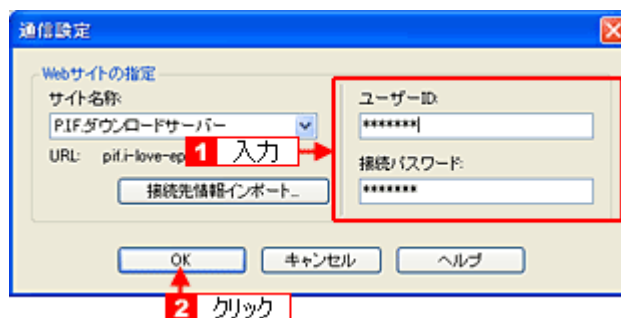 通信設定
Webサイトの指定
サイト名称:
P.I.F.ダウンロードサーバー
URL: pif.i-love-ep
接続先情報インポート...
1 入力
ユーザーID:
*******
接続パスワード:
*******
OK キャンセル ヘルプ
2 クリック